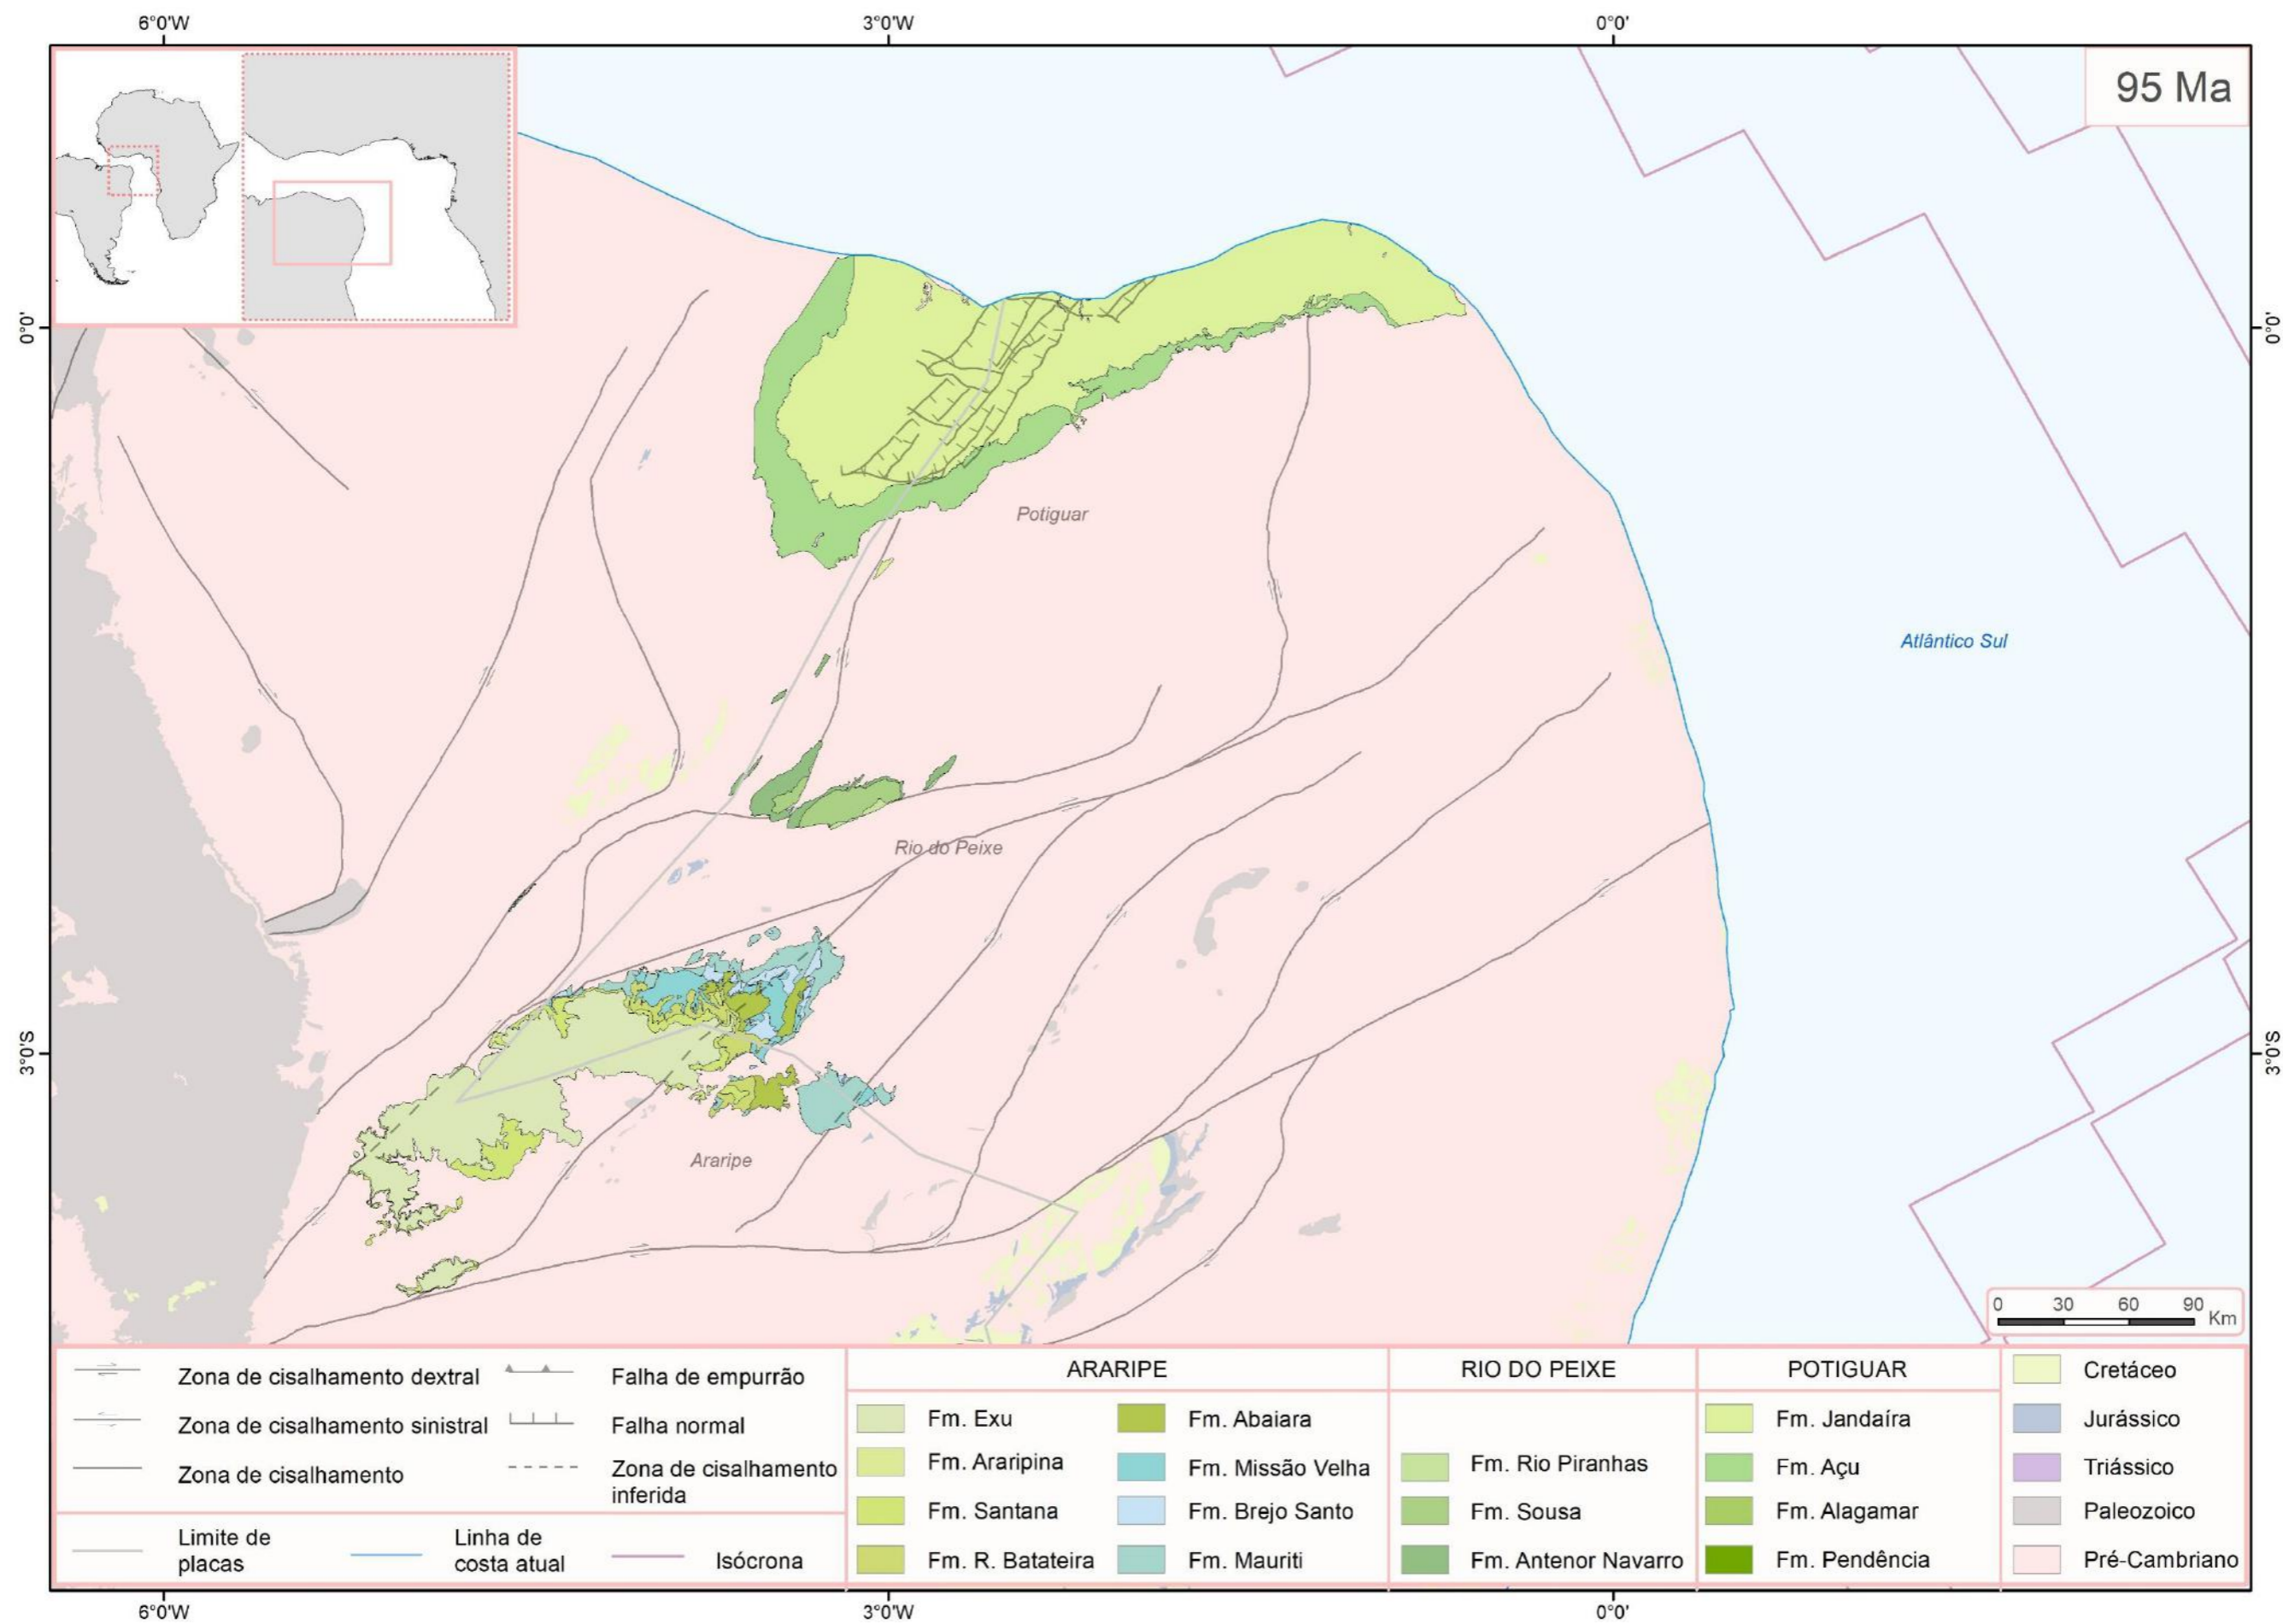 6°0'W
3°0'W
0°0'
95 Ma
0°0'
0°0'
Potiguar
Atlântico Sul
Rio do Peixe
3°0'S
3°0'S
Araripe
0 30 60 90 Km
Zona de cisalhamento dextral
Falha de empurrão
Zona de cisalhamento sinistral
Falha normal
Zona de cisalhamento
Zona de cisalhamento
inferida
Limite de
placas
Linha de
costa atual
Isócrona
ARARIPE
Fm. Exu
Fm. Abaiara
Fm. Araripina
Fm. Missão Velha
Fm. Santana
Fm. Brejo Santo
Fm. R. Batateira
Fm. Mauriti
RIO DO PEIXE
Fm. Rio Piranhas
Fm. Sousa
Fm. Antenor Navarro
POTIGUAR
Fm. Jandaíra
Fm. Açu
Fm. Alagamar
Fm. Pendência
Cretáceo
Jurássico
Triássico
Paleozoico
Pré-Cambriano
6°0'W
3°0'W
0°0'